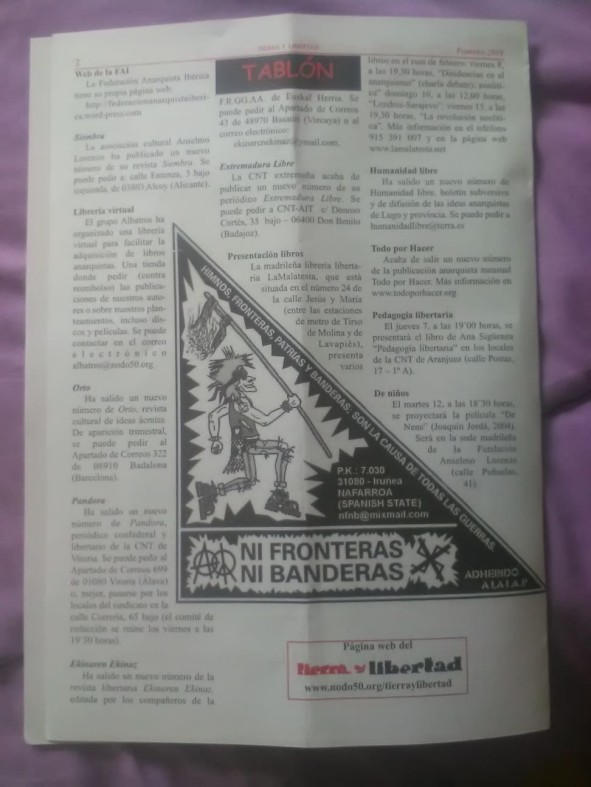 2
TIERRA Y LIBERTAD
Web de la FAI
La Federación Anarquista Ibérica
tiene su propia página web:
http://federacionanarquistaiberi-
ca.wordpress.com
Siembra
La asociación cultural Anselmo
Lorenzo ha publicado un nuevo
número de su revista Siembra. Se
puede pedir a: calle Estanza, 5 bajo
izquierda, de 03803 Alcoy (Alicante).
Librería virtual
El grupo Albatros ha
organizado una librería
virtual para facilitar la
adquisición de libros
anarquistas. Una tienda
donde pedir (contra
reembolso) las publica-
ciones de nuestros auto-
res o sobre nuestros plan-
teamientos, incluso dis-
cos y películas. Se puede
contactar en el correo
electrónico
albatros@nodo50.org
Orto
Ha salido un nuevo
número de Orto, revista
cultural de ideas ácratas.
De aparición trimestral,
se puede pedir al
Apartado de Correos 322
de 08910 Badalona
(Barcelona).
Pandora
Ha salido un nuevo
número de Pandora,
periódico confederal y
libertario de la CNT de
Vitoria. Se puede pedir al
Apartado de Correos 699
de 01080 Vitoria (Álava)
o, mejor, pasarse por los
locales del sindicato en la
calle Correría, 65 bajo (el comité de
redacción se reúne los viernes a las
19'30 horas).
Ekinaren Ekinaz
Ha salido un nuevo número de la
revista libertaria Ekinaren Ekinaz,
editada por los compañeros de la
TABLÓN
F.R.GG.AA. de Euskal Herria. Se
puede pedir al Apartado de Correos
43 de 48970 Basauri (Vizcaya) o al
correo electrónico:
Extremadura Libre
La CNT extremeña acaba de
publicar un nuevo número de su
periódico Extremadura Libre. Se
puede pedir a CNT-AIT c/ Donoso
Cortés, 33 bajo – 06400 Don Benito
(Badajoz).
Presentación libros
La madrileña librería liberta-
ria LaMalatesta, que está
situada en el número 24 de
la calle Jesús y María
(entre las estaciones
de metro de Tirso
de Molina y de
Lavapiés),
presenta
varios
libros en el mes de febrero: viernes 8,
a las 19,30 horas, "Disidencias en el
anarquismo" (charla debate);
domingo 10, a las 12,00 horas,
"Londres-Sarajevo"; viernes 15, a las
19,30 horas, "La revolución
Más información en el teléfono
915 391 007 y en la página web
www.lamalatesta.net
Humanidad libre
Ha salido un nuevo número de
Humanidad libre, boletín subversivo
y de difusión de las ideas anarquistas
de Lugo y provincia. Se puede pedir a
humanidadlibre@terra.es
Todo por Hacer
Acaba de salir un nuevo número
de la publicación anarquista mensual
Todo por Hacer. Más información en
www.todoporhacer.org
Pedagogía libertaria
El jueves 7, a las 19'00 horas, se
presentará el libro de Ana Sigüenza
"Pedagogía libertaria" en los locales
de la CNT de Aranjuez (calle Postas,
17 – 1º A).
De niños
El martes 12, a las 18'30 horas,
se proyectará la película "De
Nens" (Joaquín Jordá, 2004).
Será en la sede madrileña
de la Fundación
Anselmo Lorenzo
(calle Peñuelas,
41)
HIMNOS, FRONTERAS, PATRIAS Y BANDERAS, SON LA CAUSA DE TODAS LAS GUERRAS.
P.K.: 7.030
31080 - Irunea
NAFARROA
(SPANISH STATE)
nfnb@mixmail.com
NI FRONTERAS
NI BANDERAS
ADHERIDO
A LA I.A.F
Página web del
tierra y libertad
www.nodo50.org/tierraylibertad